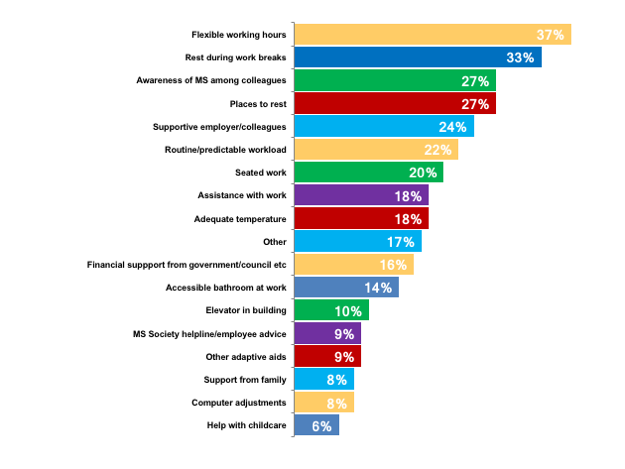 Flexible working hours 37%
Rest during work breaks 33%
Awareness of MS among colleagues 27%
Places to rest 27%
Supportive employer/colleagues 24%
Routine/predictable workload 22%
Seated work 20%
Assistance with work 18%
Adequate temperature 18%
Other 17%
Financial suppport from government/council etc 16%
Accessible bathroom at work 14%
Elevator in building 10%
MS Society helpline/employee advice 9%
Other adaptive aids 9%
Support from family 8%
Computer adjustments 8%
Help with childcare 6%